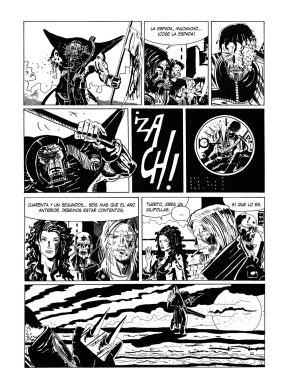 LA ESPADA, MUCHACHO...
¡COGE LA ESPADA!
¡ZA
CH!
CUARENTA Y UN SEGUNDOS... SEIS MÁS QUE EL AÑO
ANTERIOR. DEBEMOS ESTAR CONTENTOS.
TUERTO, ERES UN
GILIPOLLAS.
SÍ QUE LO ES.